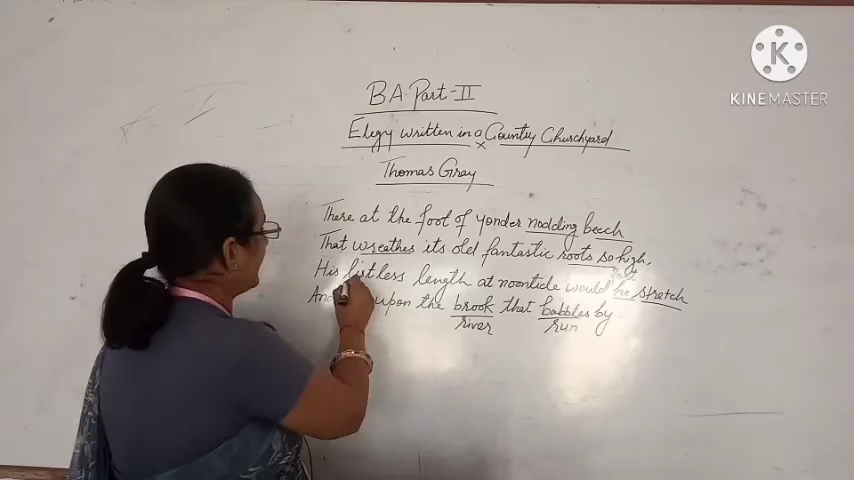 B.A. Part-II
Elegy written in a Country Churchyard
x
Thomas Gray
There at the foot of yonder nodding beech
That wreathes its old fantastic roots so high,
His listless length at noontide would he stretch
And upon the brook that babbles by
river run
K
KINEMASTER